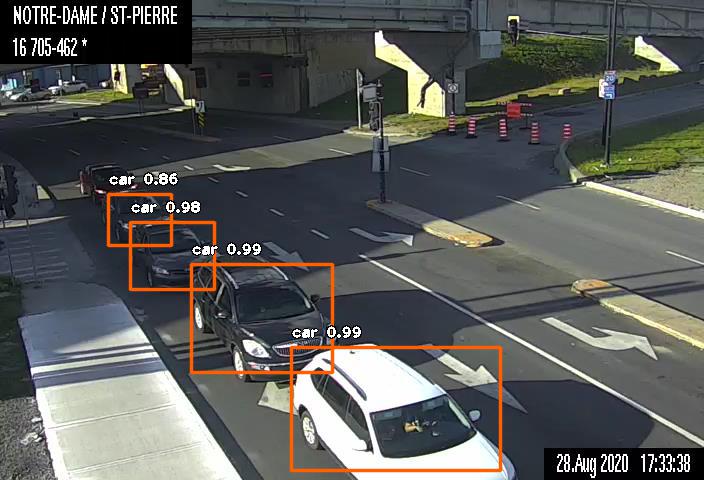 NOTRE-DAME / ST-PIERRE
16 705-462 *
car 0.86
car 0.98
car 0.99
car 0.99
20
28.Aug 2020 17:33:38